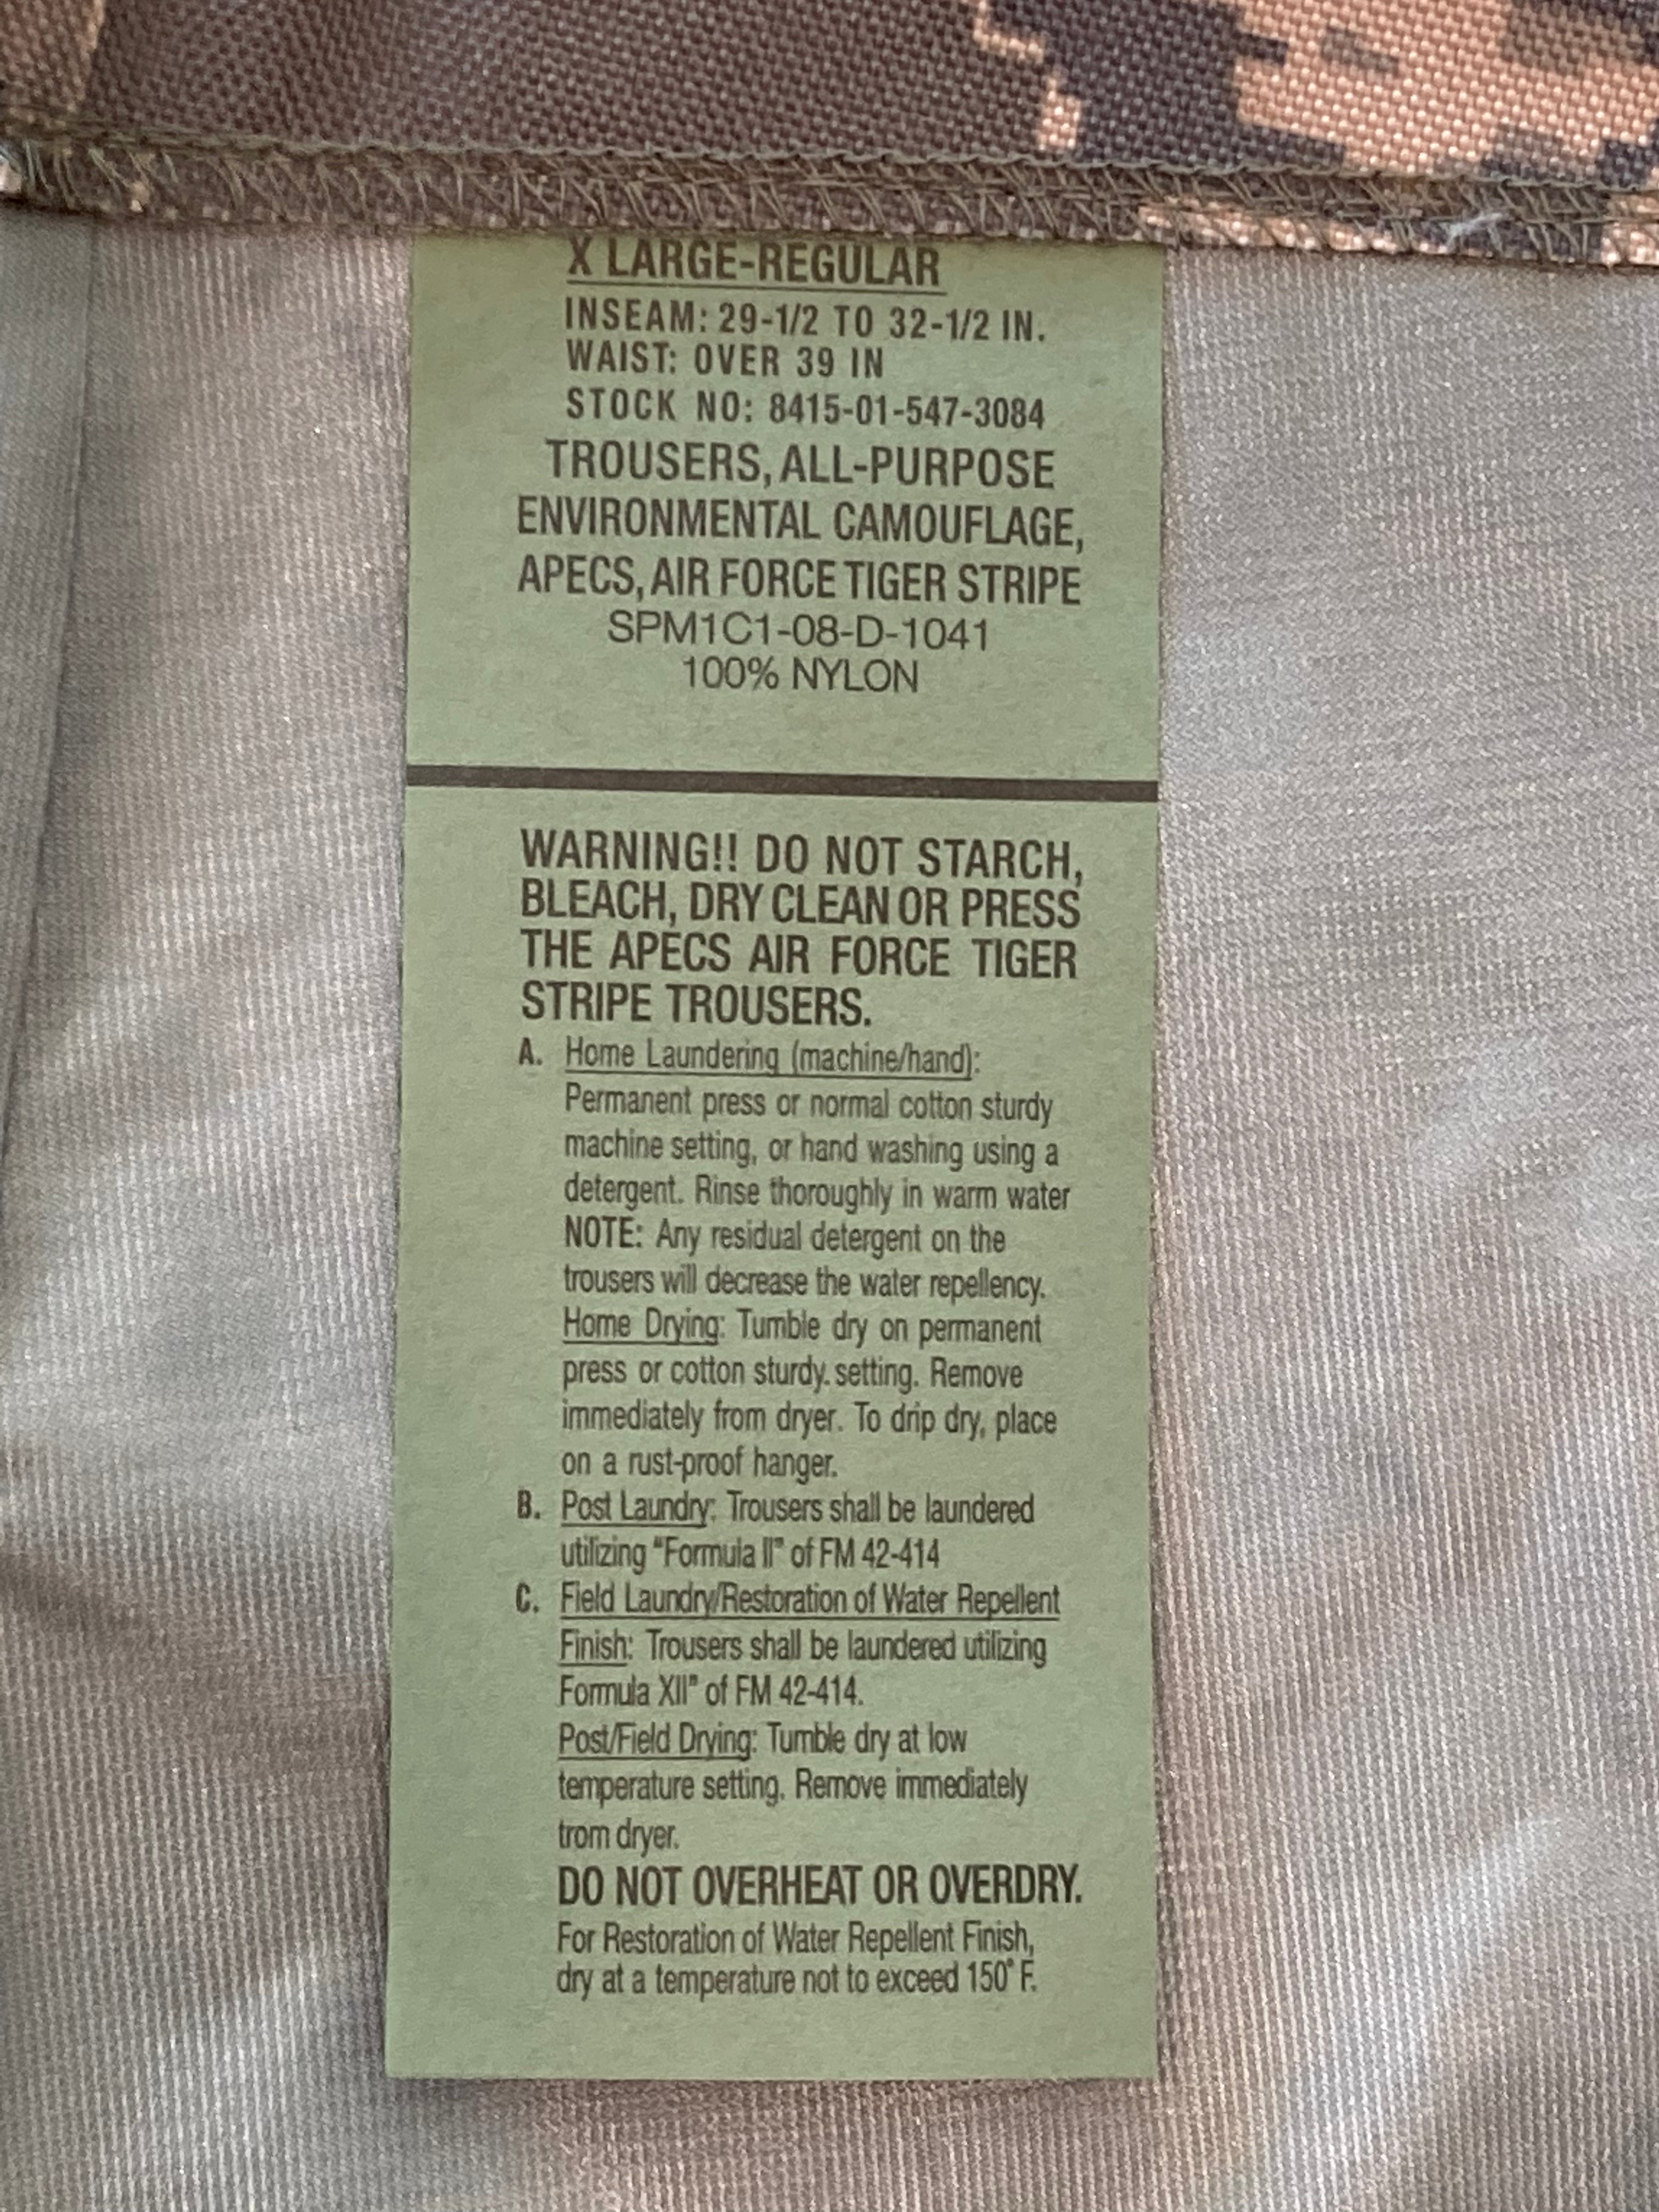 X LARGE-REGULAR
INSEAM: 29-1/2 TO 32-1/2 IN.
WAIST: OVER 39 IN
STOCK NO: 8415-01-547-3084
TROUSERS, ALL-PURPOSE
ENVIRONMENTAL CAMOUFLAGE,
APECS, AIR FORCE TIGER STRIPE
SPM1C1-08-D-1041
100% NYLON
WARNING!! DO NOT STARCH,
BLEACH, DRY CLEAN OR PRESS
THE APECS AIR FORCE TIGER
STRIPE TROUSERS.
A. Home Laundering (machine/hand):
Permanent press or normal cotton sturdy
machine setting, or hand washing using a
detergent. Rinse thoroughly in warm water
NOTE: Any residual detergent on the
trousers will decrease the water repellency.
Home Drying: Tumble dry on permanent
press or cotton sturdy. setting. Remove
immediately from dryer. To drip dry, place
on a rust-proof hanger.
B. Post Laundry: Trousers shall be laundered
utilizing "Formula II" of FM 42-414
C. Field Laundry/Restoration of Water Repellent
Finish: Trousers shall be laundered utilizing
Formula XII" of FM 42-414.
Post/Field Drying: Tumble dry at low
temperature setting. Remove immediately
trom dryer.
DO NOT OVERHEAT OR OVERDRY.
For Restoration of Water Repellent Finish,
dry at a temperature not to exceed 150° F.